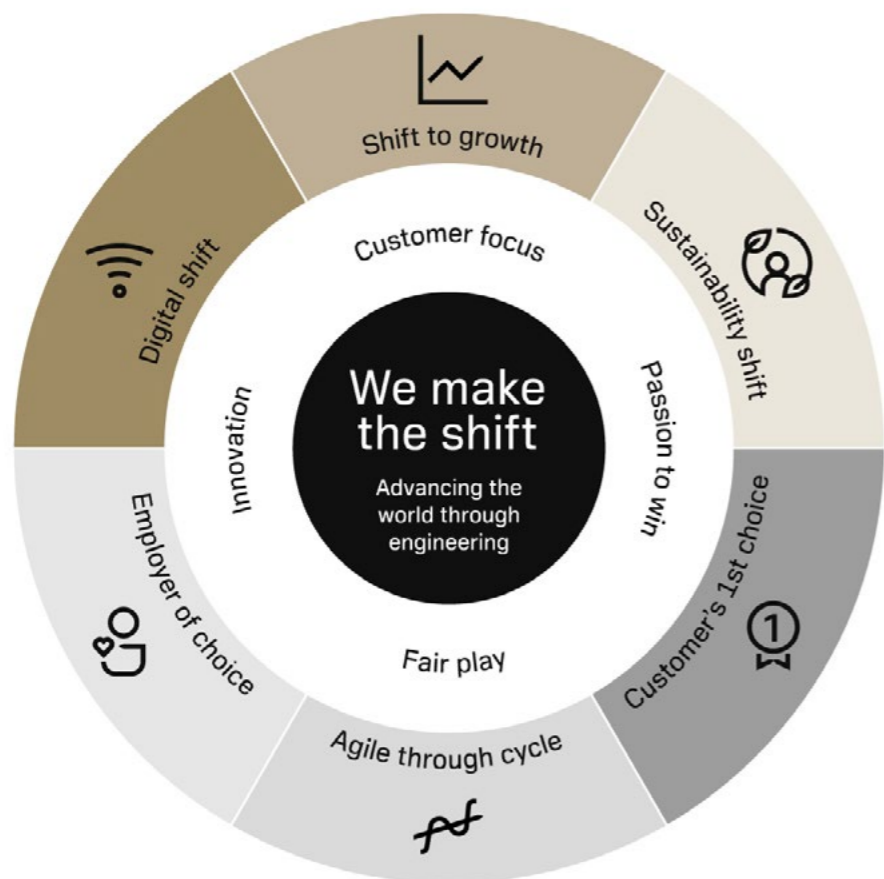 Shift to growth
Sustainability shift
Customer's 1st choice
1
Agile through cycle
Employer of choice
Digital shift
Customer focus
Passion to win
Fair play
Innovation
We make
the shift
Advancing the
world through
engineering